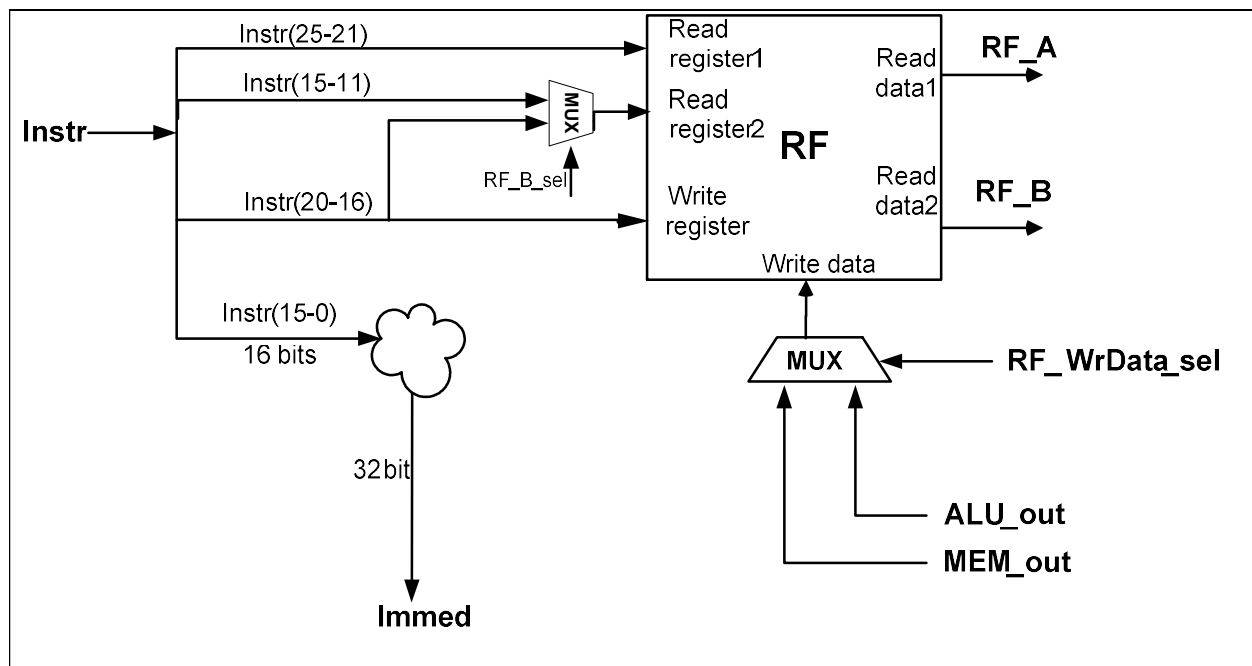 Instr(25-21)
Read
register1
RF_A
Read
data1
Instr(15-11)
MUX
Read
register2
Instr
RF
RF_B_sel
Instr(20-16)
Write
register
Read
data2
RF_B
Write data
Instr(15-0)
16 bits
MUX
RF_WrData_sel
32bit
ALU_out
MEM_out
Immed